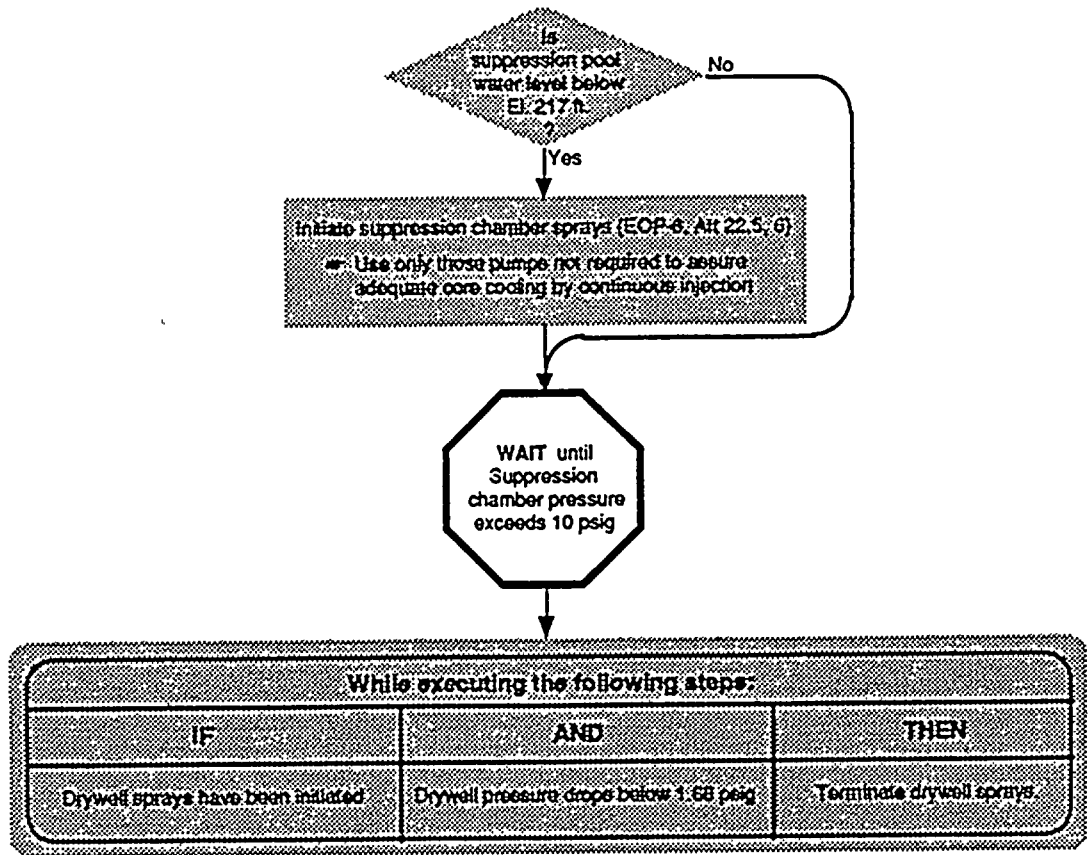 Is
suppression pool
water level below
El. 217 ft.
?
No
Yes
Initiate suppression chamber sprays (EOP-6, Att 22,5, 6)
☞ Use only those pumps not required to assure
adequate core cooling by continuous injection
WAIT until
Suppression
chamber pressure
exceeds 10 psig
While executing the following steps:
IF
AND
THEN
Drywell sprays have been initiated
Drywell pressure drops below 1.68 psig
Terminate drywell sprays.